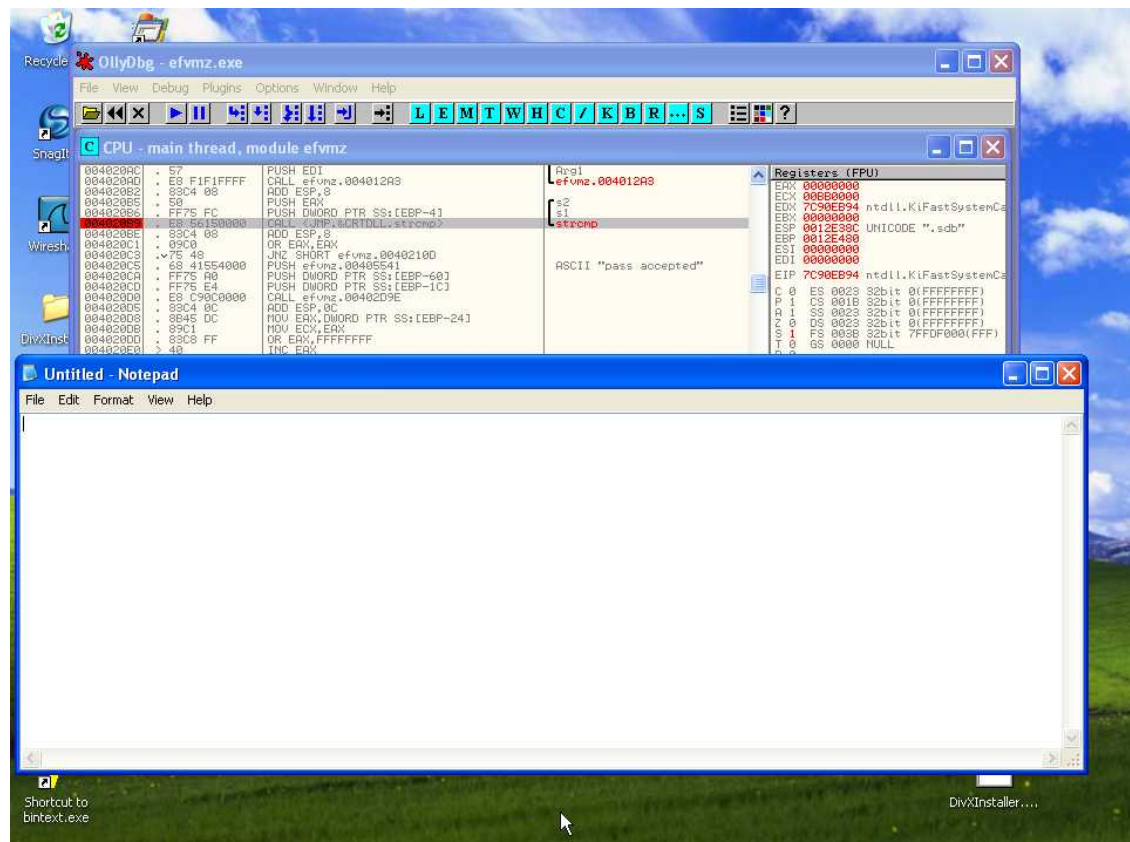 Recycle
OllyDbg - efvmz.exe
File View Debug Plugins Options Window Help
L E M T W H C / K B R ... S ?
SnagIt
C CPU - main thread, module efvmz
004020AC . 57 PUSH EDI Arg1
004020AD . E8 F1F1FFFF CALL efvmz.004012A3 efvmz.004012A3
004020B2 . 83C4 08 ADD ESP,8
004020B5 . 50 PUSH EAX s2
004020B6 . FF75 FC PUSH DWORD PTR SS:[EBP-4] s1
004020B9 . E8 56150000 CALL <JMP.&CRTDLL.strcmp> strcmp
004020BE . 83C4 08 ADD ESP,8
004020C1 . 09C0 OR EAX,EAX
004020C3 .v75 48 JNZ SHORT efvmz.0040210D
004020C5 . 68 41554000 PUSH efvmz.00405541 ASCII "pass accepted"
004020CA . FF75 A0 PUSH DWORD PTR SS:[EBP-60]
004020CD . FF75 E4 PUSH DWORD PTR SS:[EBP-1C]
004020D0 . E8 C90C0000 CALL efvmz.00402D9E
004020D5 . 83C4 0C ADD ESP,0C
004020D8 . 8B45 DC MOV EAX,DWORD PTR SS:[EBP-24]
004020DB . 89C1 MOV ECX,EAX
004020DD . 83C8 FF OR EAX,FFFFFFFF
004020E0 > 40 INC EAX
Registers (FPU)
EAX 00000000
ECX 00BB0000
EDX 7C90EB94 ntdll.KiFastSystemCa
EBX 00000000
ESP 0012E38C UNICODE ".sdb"
EBP 0012E480
ESI 00000000
EDI 00000000
EIP 7C90EB94 ntdll.KiFastSystemCa
C 0 ES 0023 32bit 0(FFFFFFFF)
P 1 CS 001B 32bit 0(FFFFFFFF)
A 1 SS 0023 32bit 0(FFFFFFFF)
Z 0 DS 0023 32bit 0(FFFFFFFF)
S 1 FS 003B 32bit 7FFDF000(FFF)
T 0 GS 0000 NULL
Wiresh
DivXInst
Untitled - Notepad
File Edit Format View Help
Shortcut to
bintext.exe
DivXInstaller....